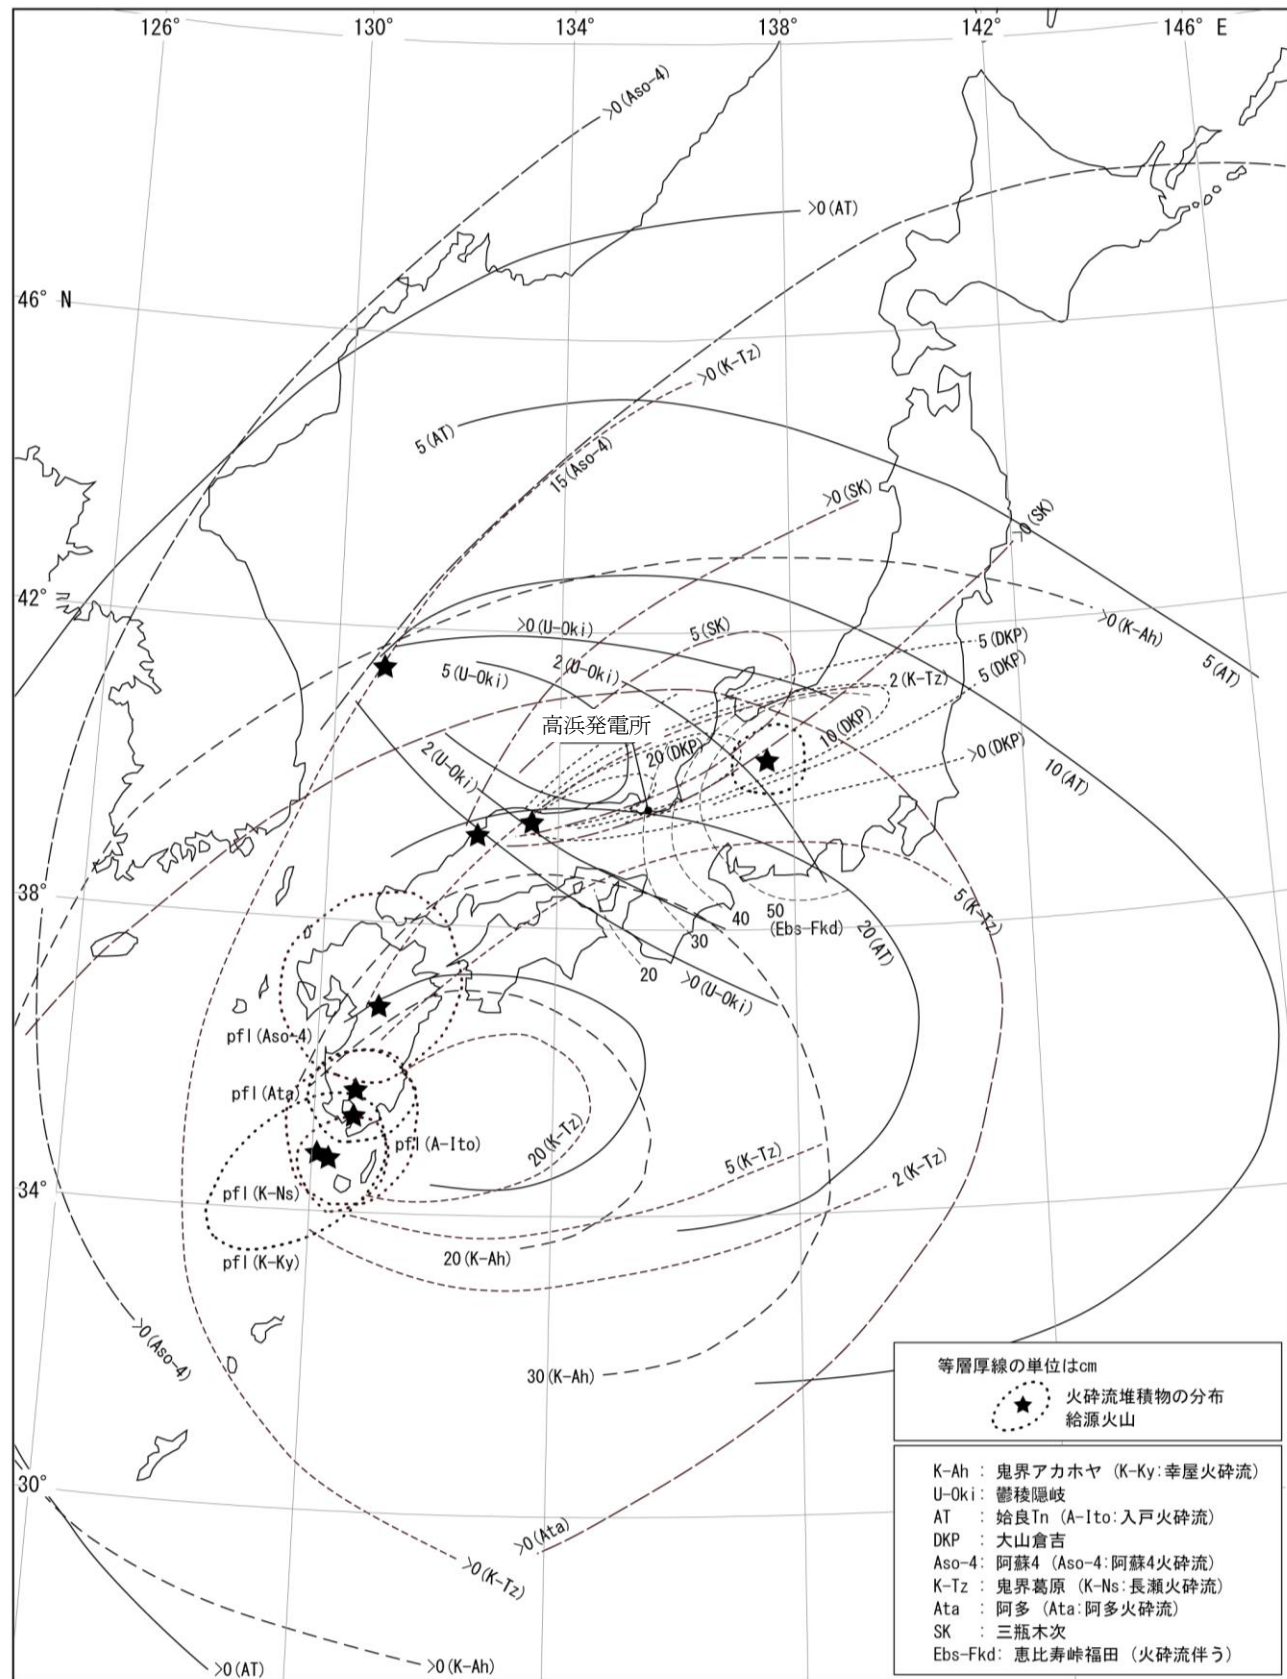 126°
130°
134°
138°
142°
146° E
>0(Aso-4)
>0(AT)
46° N
>0(K-Tz)
5(AT)
15(Aso-4)
>0(SK)
>0(SK)
42°
>0(U-Oki)
>0(K-Ah)
5(SK)
5(DKP)
5(U-Oki)
2(U-Oki)
5(DKP)
2(K-Tz)
5(AT)
高浜発電所
10(DKP)
2(U-Oki)
20(DKP)
>0(DKP)
10(AT)
38°
5(K-Tz)
40
50
(Ebs-Fkd)
20(AT)
30
20
>0(U-Oki)
pfl(Aso-4)
pfl(Ata)
pfl(A-Ito)
20(K-Tz)
5(K-Tz)
2(K-Tz)
34°
pfl(K-Ns)
pfl(K-Ky)
20(K-Ah)
>0(Aso-4)
30(K-Ah)
30°
>0(Ata)
>0(K-Tz)
>0(AT)
>0(K-Ah)
等層厚線の単位はcm
火砕流堆積物の分布
給源火山
K-Ah : 鬼界アカホヤ (K-Ky:幸屋火砕流)
U-Oki: 鬱稜隠岐
AT : 姶良Tn (A-Ito:入戸火砕流)
DKP : 大山倉吉
Aso-4: 阿蘇4 (Aso-4:阿蘇4火砕流)
K-Tz : 鬼界葛原 (K-Ns:長瀬火砕流)
Ata : 阿多 (Ata:阿多火砕流)
SK : 三瓶木次
Ebs-Fkd: 恵比寿峠福田 (火砕流伴う)